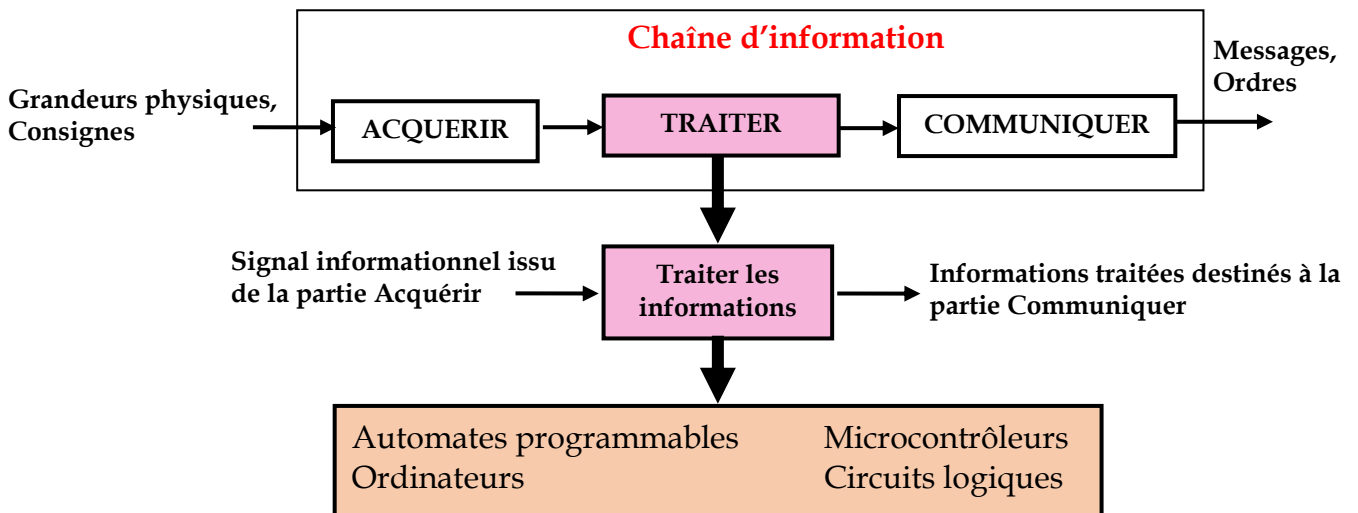 Chaîne d’information
Messages,
Ordres
Grandeurs physiques,
Consignes
ACQUERIR
TRAITER
COMMUNIQUER
Signal informationnel issu
de la partie Acquérir
Traiter les
informations
Informations traitées destinés à la
partie Communiquer
Automates programmables
Microcontrôleurs
Ordinateurs
Circuits logiques